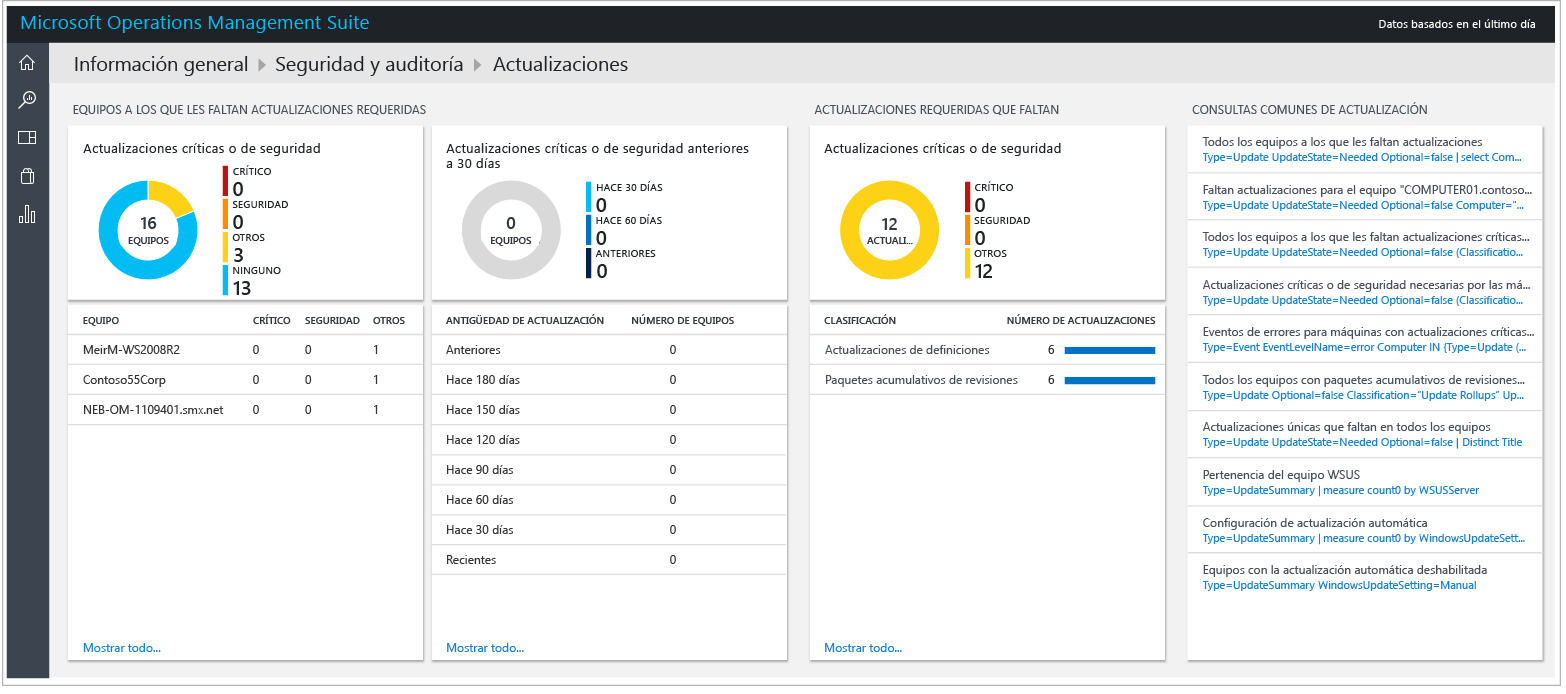 Microsoft Operations Management Suite
Datos basados en el último día
Información general Seguridad y auditoría Actualizaciones
EQUIPOS A LOS QUE LES FALTAN ACTUALIZACIONES REQUERIDAS
Actualizaciones críticas o de seguridad
16
EQUIPOS
CRÍTICO
0
SEGURIDAD
0
OTROS
3
NINGUNO
13
EQUIPO CRÍTICO SEGURIDAD OTROS
MeirM-WS2008R2 0 0 1
Contoso55Corp 0 0 1
NEB-OM-1109401.smx.net 0 0 1
Mostrar todo...
Actualizaciones críticas o de seguridad anteriores
a 30 días
0
EQUIPOS
HACE 30 DÍAS
0
HACE 60 DÍAS
0
ANTERIORES
0
ANTIGÜEDAD DE ACTUALIZACIÓN NÚMERO DE EQUIPOS
Anteriores 0
Hace 180 días 0
Hace 150 días 0
Hace 120 días 0
Hace 90 días 0
Hace 60 días 0
Hace 30 días 0
Recientes 0
Mostrar todo...
ACTUALIZACIONES REQUERIDAS QUE FALTAN
Actualizaciones críticas o de seguridad
12
ACTUALI...
CRÍTICO
0
SEGURIDAD
0
OTROS
12
CLASIFICACIÓN NÚMERO DE ACTUALIZACIONES
Actualizaciones de definiciones 6
Paquetes acumulativos de revisiones 6
Mostrar todo...
CONSULTAS COMUNES DE ACTUALIZACIÓN
Todos los equipos a los que les faltan actualizaciones
Type=Update UpdateState=Needed Optional=false | select Com...
Faltan actualizaciones para el equipo "COMPUTER01.contoso...
Type=Update UpdateState=Needed Optional=false Computer="...
Todos los equipos a los que les faltan actualizaciones críticas...
Type=Update UpdateState=Needed Optional=false (Classificatio...
Actualizaciones críticas o de seguridad necesarias por las má...
Type=Update UpdateState=Needed Optional=false (Classificatio...
Eventos de errores para máquinas con actualizaciones críticas...
Type=Event EventLevelName=error Computer IN {Type=Update (...
Todos los equipos con paquetes acumulativos de revisiones...
Type=Update Optional=false Classification="Update Rollups" Up...
Actualizaciones únicas que faltan en todos los equipos
Type=Update UpdateState=Needed Optional=false | Distinct Title
Pertenencia del equipo WSUS
Type=UpdateSummary | measure count0 by WSUSServer
Configuración de actualización automática
Type=UpdateSummary | measure count0 by WindowsUpdateSett...
Equipos con la actualización automática deshabilitada
Type=UpdateSummary WindowsUpdateSetting=Manual